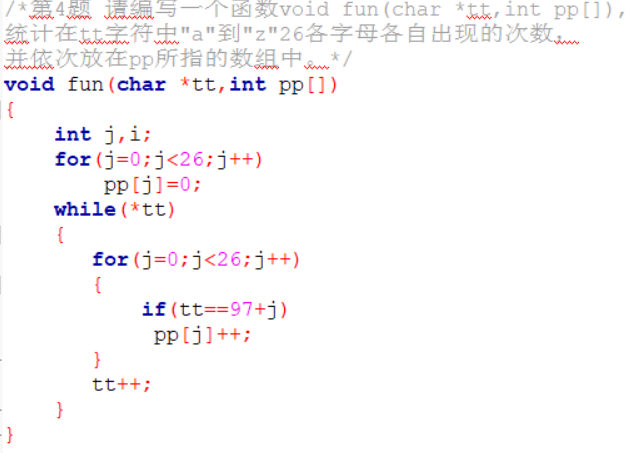 /*第4题 请编写一个函数void fun(char *tt,int pp[]),
统计在tt字符中"a"到"z"26各字母各自出现的次数,
并依次放在pp所指的数组中。*/
void fun(char *tt,int pp[])
{
int j,i;
for(j=0;j<26;j++)
pp[j]=0;
while(*tt)
{
for(j=0;j<26;j++)
{
if(tt==97+j)
pp[j]++;
}
tt++;
}
}